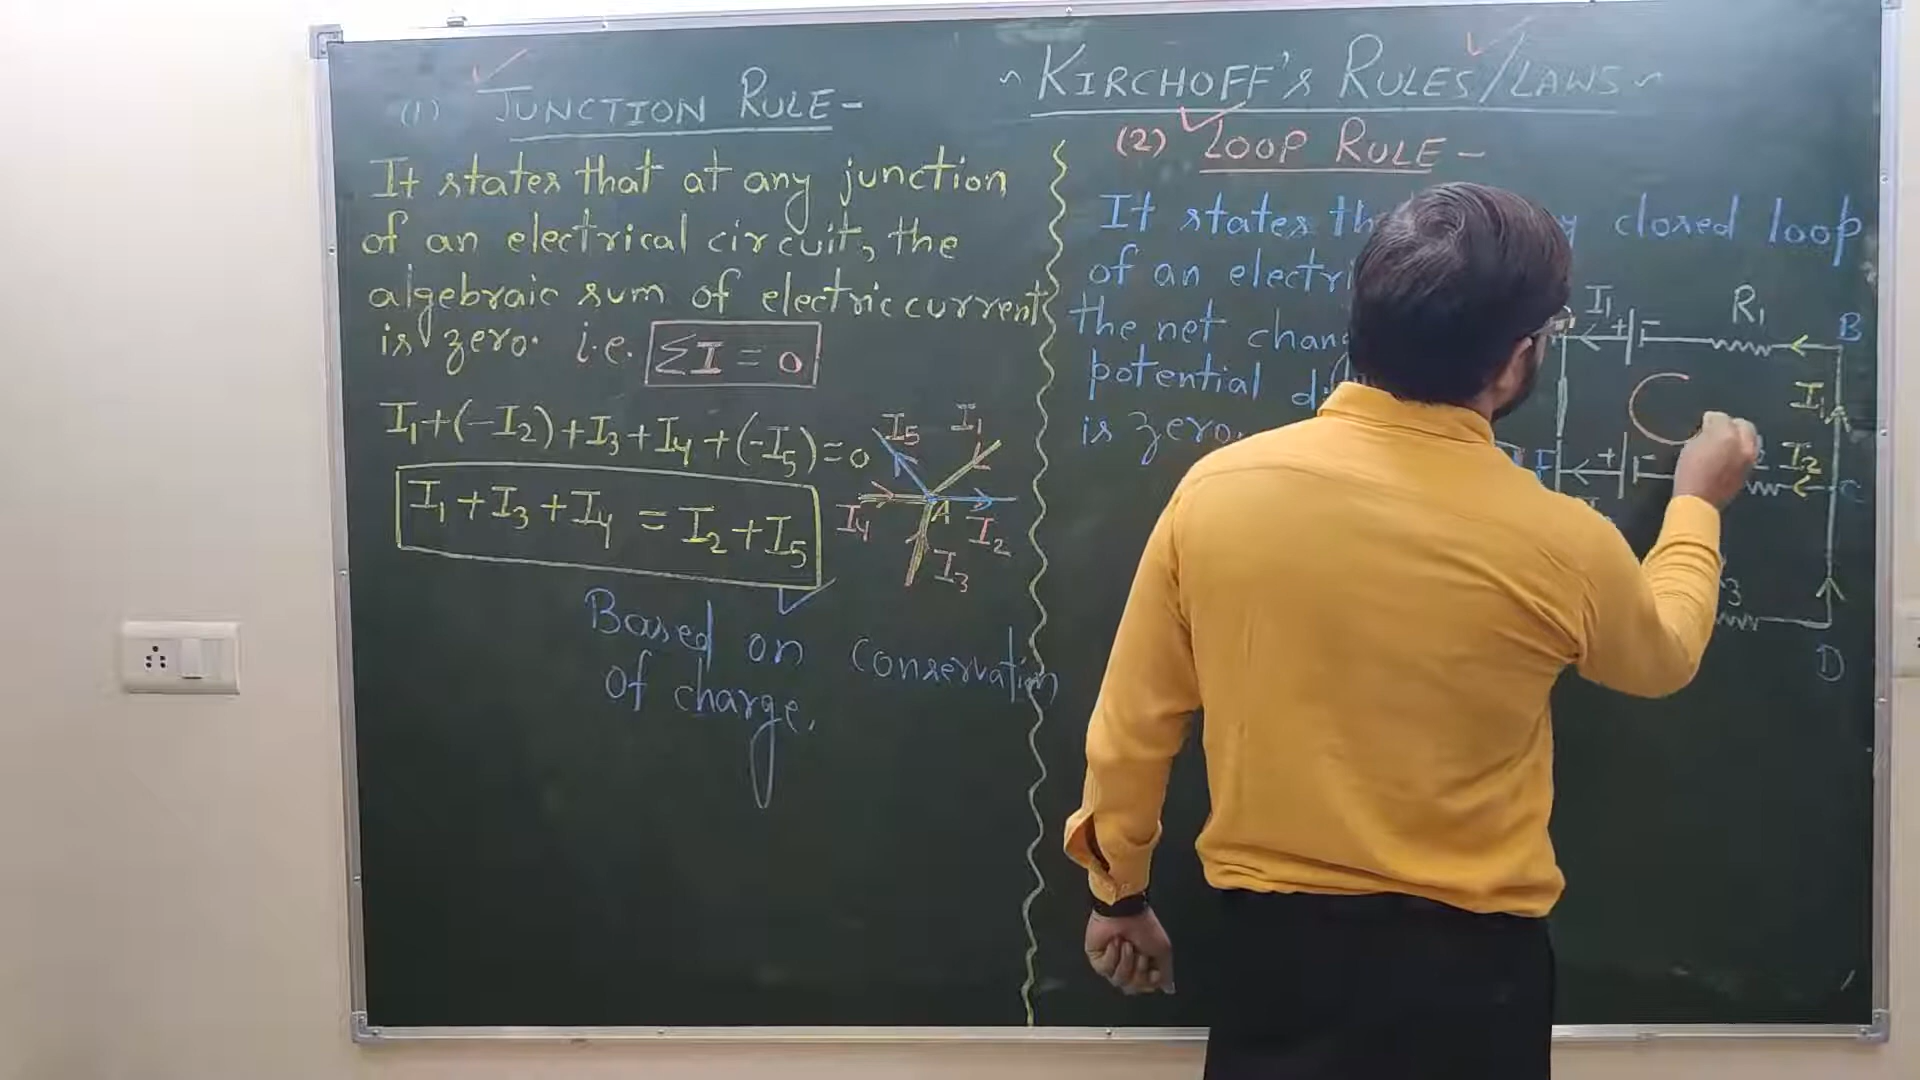 ~ KIRCHOFF's RULES/LAWS ~
(1) JUNCTION RULE -
It states that at any junction
of an electrical circuit, the
algebraic sum of electric current
is zero. i.e. ΣI = 0
I₁+(-I₂)+I₃+I₄+(-I₅)=0
I₁+I₃+I₄ = I₂+I₅
I₅ I₁
I₄ A I₂
I₃
Based on conservation
of charge.
(2) LOOP RULE -
It states closed loop
of an
the net
potential
is zero.
I₁ + - R₁ B
I₁
F + I₂
C
D